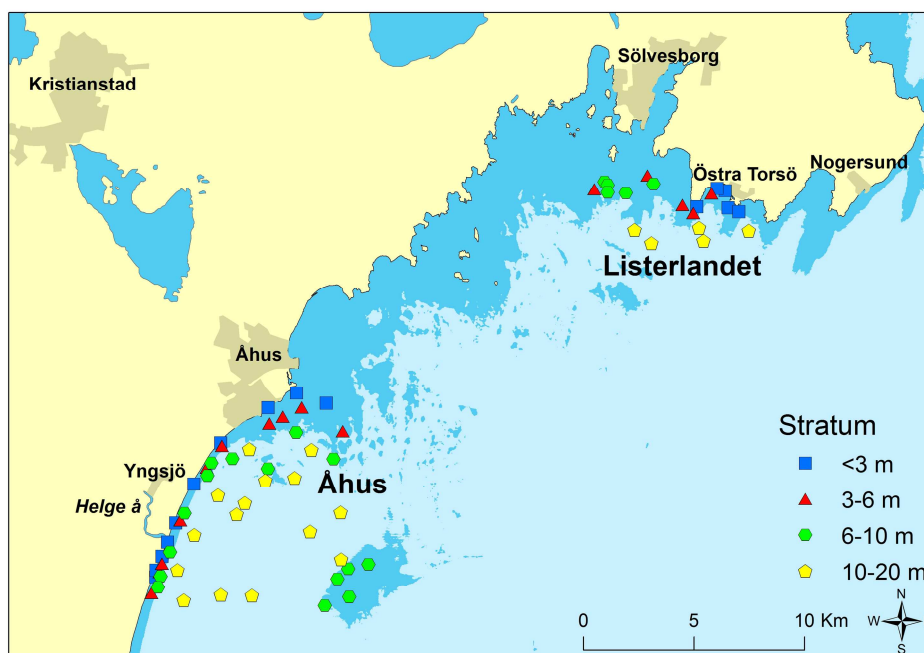 Sölvesborg
Kristianstad
Östra Torsö
Nogersund
Listerlandet
Åhus
Stratum
<3 m
3-6 m
6-10 m
10-20 m
Yngsjö
Helge å
Åhus
N
W
E
S
0
5
10 Km